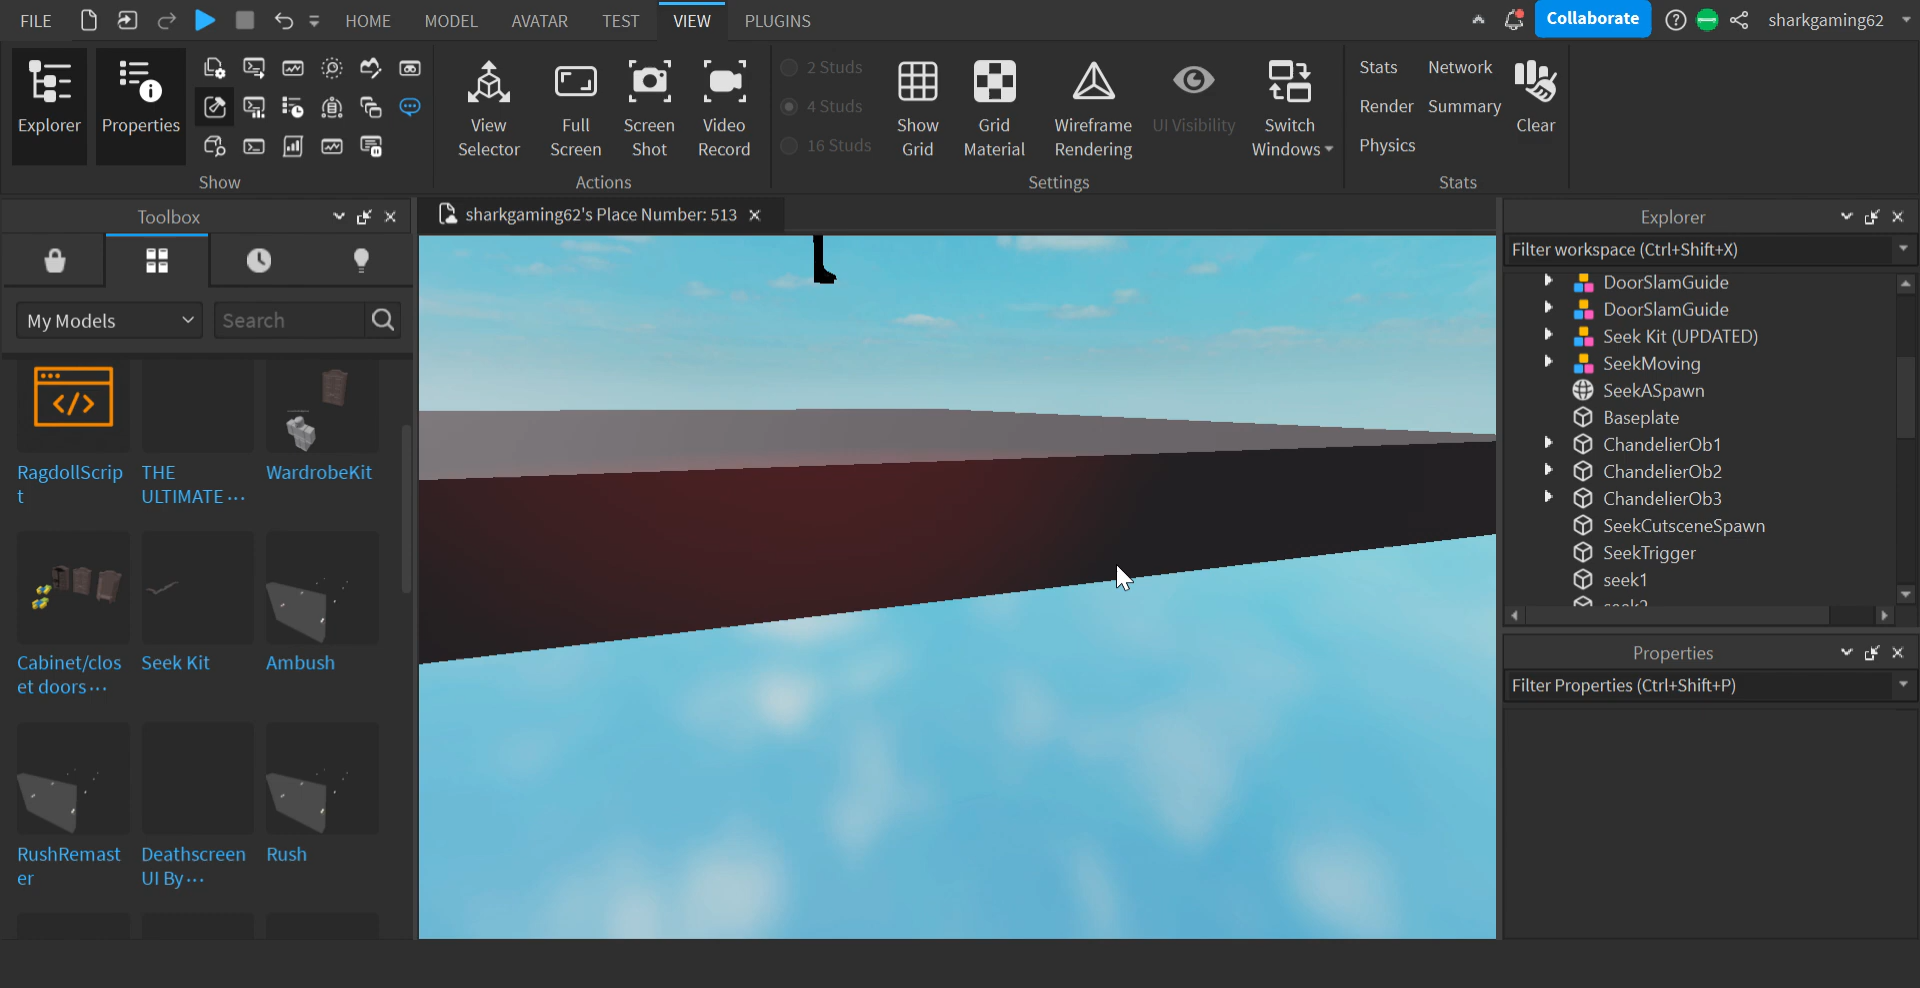 FILE HOME MODEL AVATAR TEST VIEW PLUGINS Collaborate sharkgaming62
Explorer
Properties
Show
View
Selector
Full
Screen
Screen
Shot
Video
Record
Actions
2 Studs
4 Studs
16 Studs
Show
Grid
Grid
Material
Wireframe
Rendering
UI Visibility
Switch
Windows
Settings
Stats Network
Render Summary
Physics
Clear
Stats
Toolbox
My Models
Search
RagdollScrip
t
THE
ULTIMATE ...
WardrobeKit
Cabinet/clos
et doors...
Seek Kit
Ambush
RushRemast
er
Deathscreen
UI By...
Rush
sharkgaming62's Place Number: 513
Explorer
Filter workspace (Ctrl+Shift+X)
DoorSlamGuide
DoorSlamGuide
Seek Kit (UPDATED)
SeekMoving
SeekASpawn
Baseplate
ChandelierOb1
ChandelierOb2
ChandelierOb3
SeekCutsceneSpawn
SeekTrigger
seek1
Properties
Filter Properties (Ctrl+Shift+P)